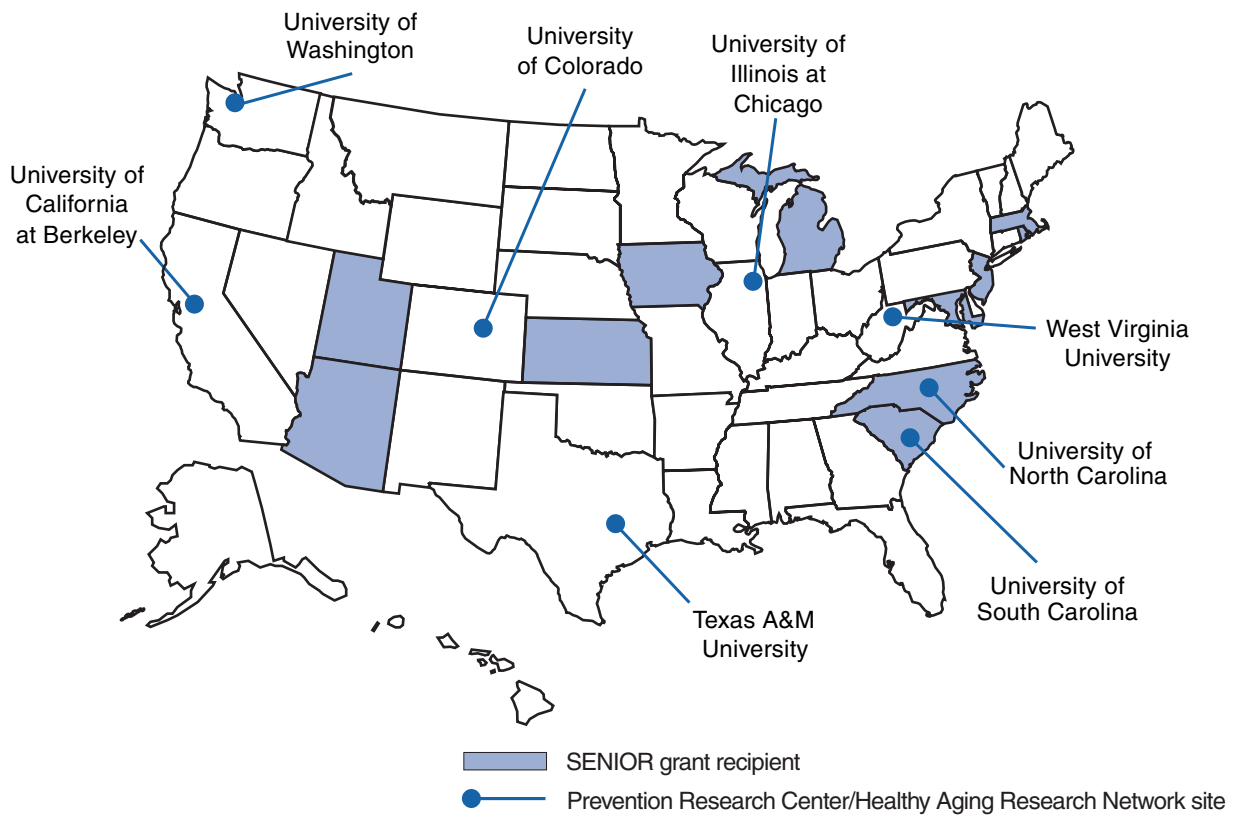 University of
Washington
University
of Colorado
University of
Illinois at
Chicago
University of
California
at Berkeley
West Virginia
University
University of
North Carolina
University of
South Carolina
Texas A&M
University
SENIOR grant recipient
Prevention Research Center/Healthy Aging Research Network site